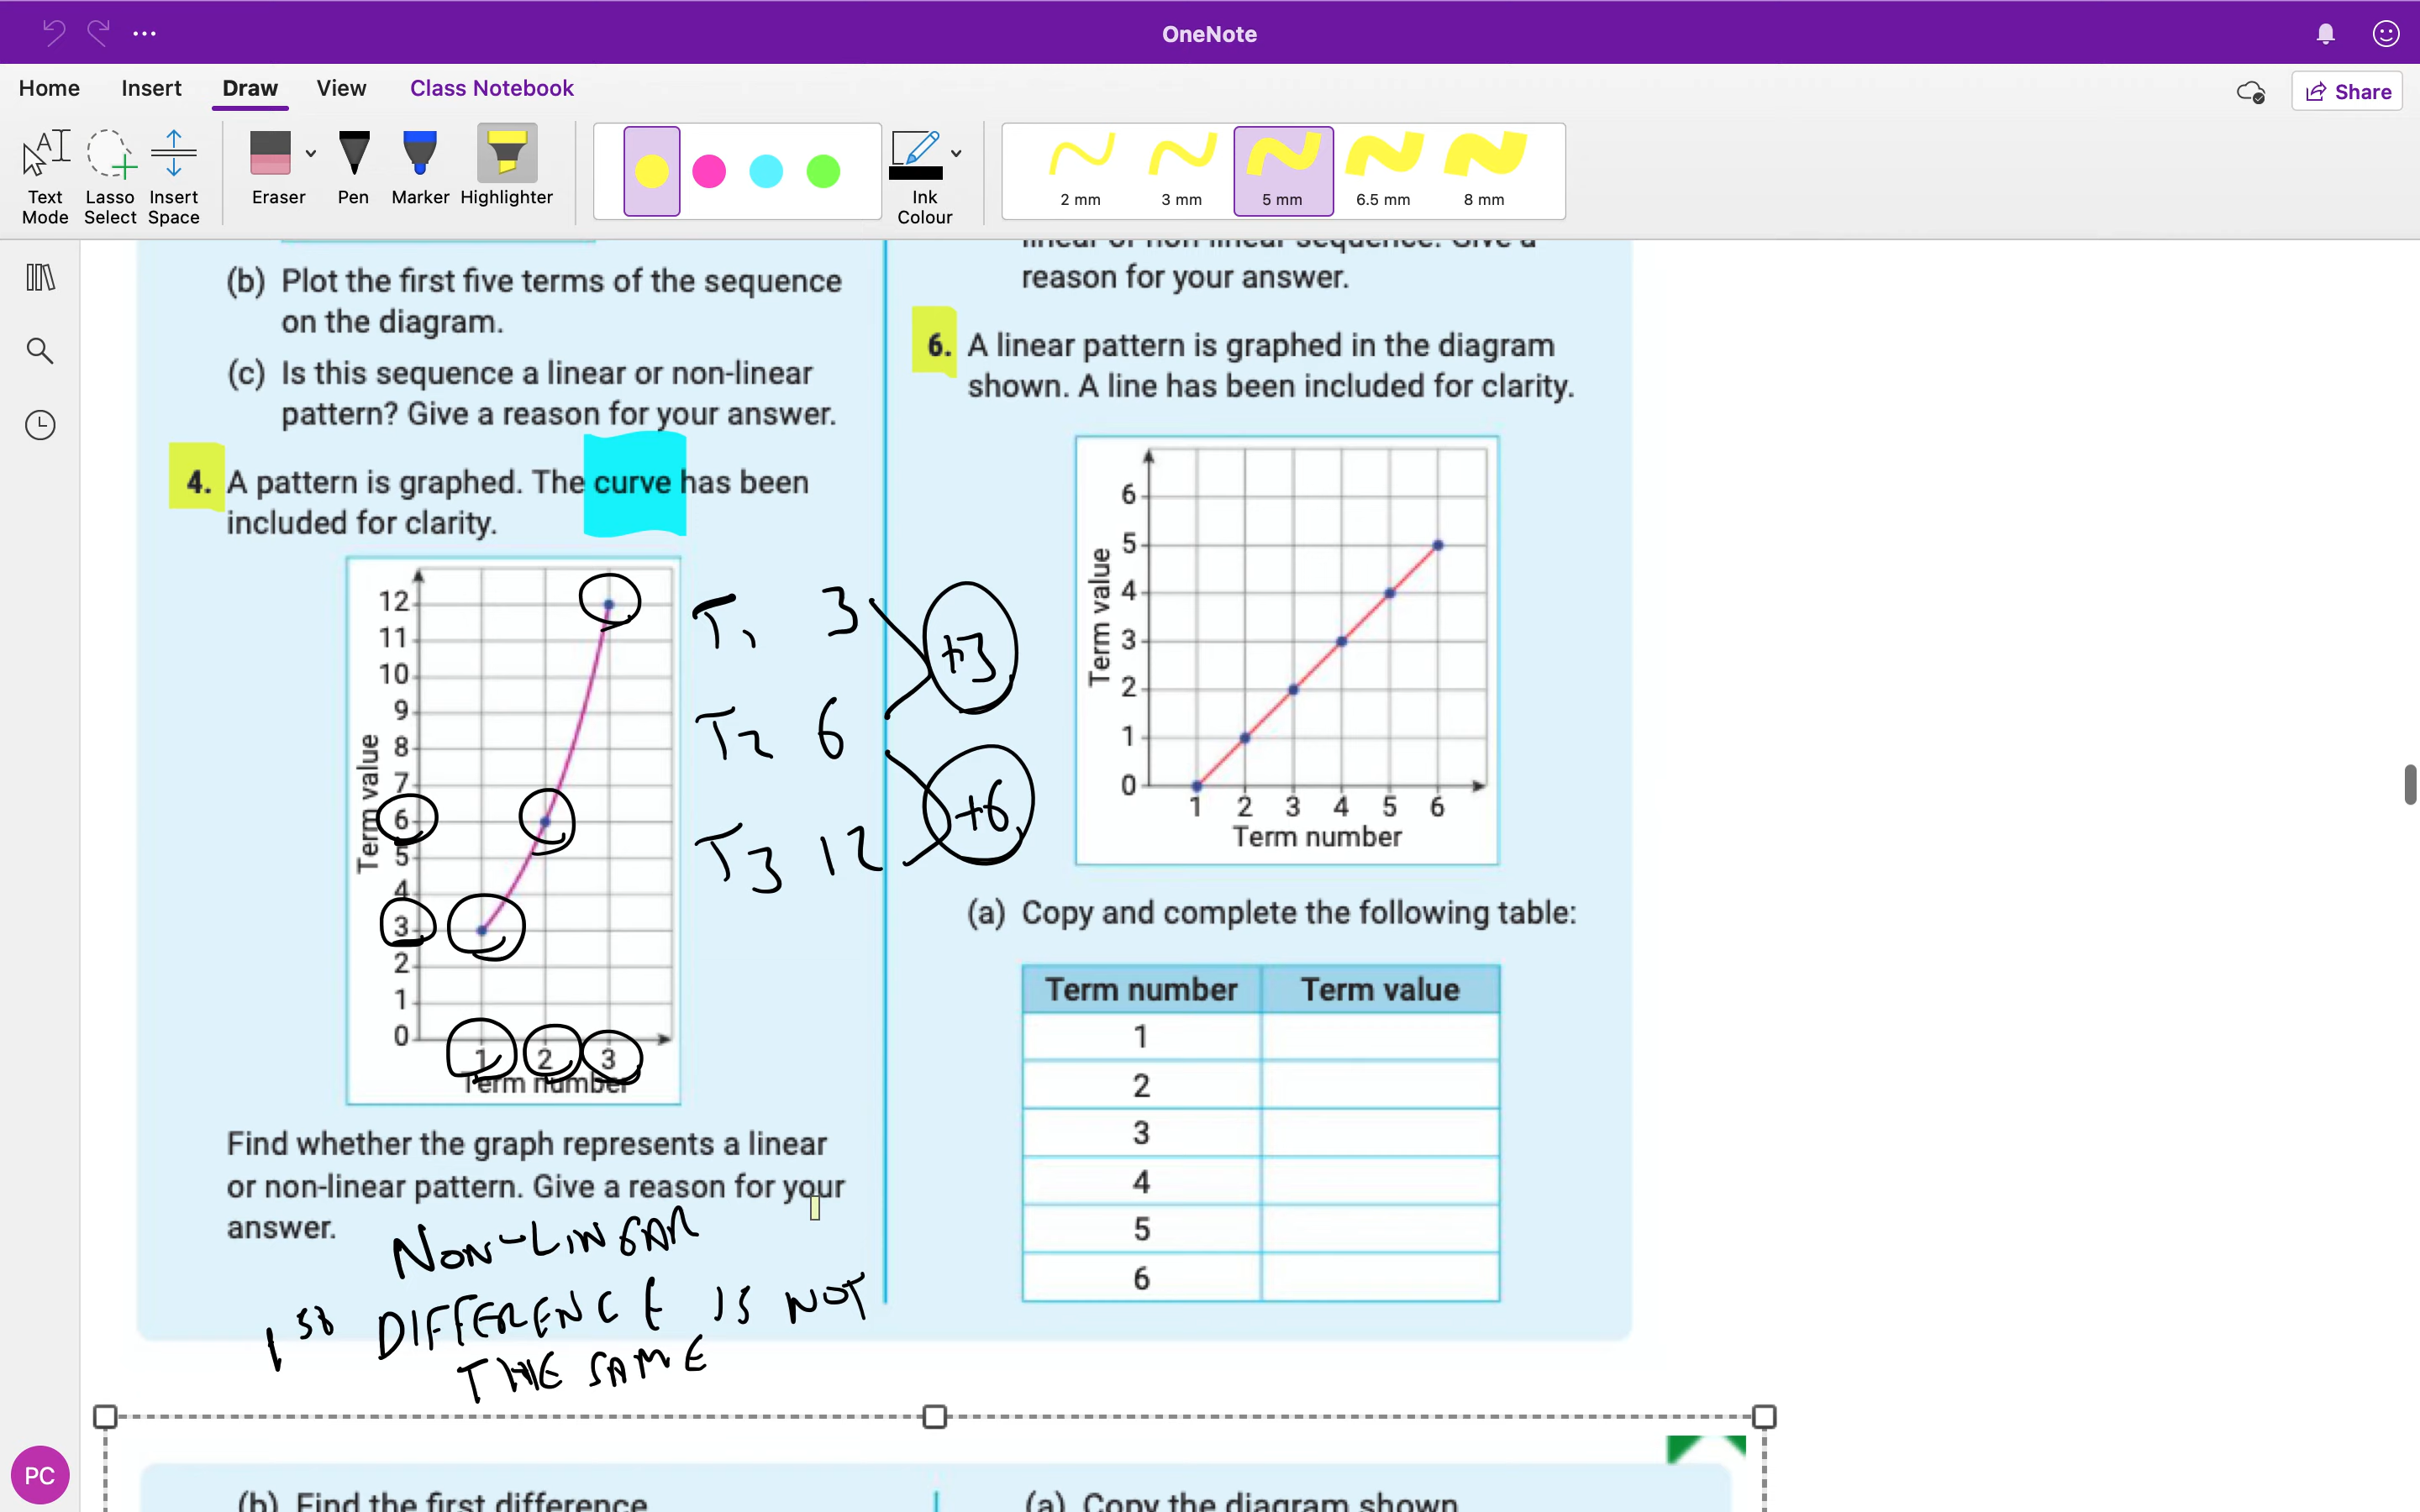 OneNote
Home Insert Draw View Class Notebook
Share
Text Mode
Lasso Select
Insert Space
Eraser
Pen
Marker
Highlighter
Ink Colour
2 mm
3 mm
5 mm
6.5 mm
8 mm
(b) Plot the first five terms of the sequence
on the diagram.
(c) Is this sequence a linear or non-linear
pattern? Give a reason for your answer.
4. A pattern is graphed. The curve has been
included for clarity.
12
11
10
9
8
7
6
5
4
3
2
1
0
Term value
1 2 3
Term number
T1 3
+3
T2 6
+6
T3 12
Find whether the graph represents a linear
or non-linear pattern. Give a reason for your
answer.
NON-LINEAR
1st DIFFERENCE IS NOT
THE SAME
linear or non-linear sequence. Give a
reason for your answer.
6. A linear pattern is graphed in the diagram
shown. A line has been included for clarity.
6
5
4
3
2
1
0
Term value
1 2 3 4 5 6
Term number
(a) Copy and complete the following table:
Term number Term value
1
2
3
4
5
6
PC
(b) Find the first difference
(a) Copy the diagram shown